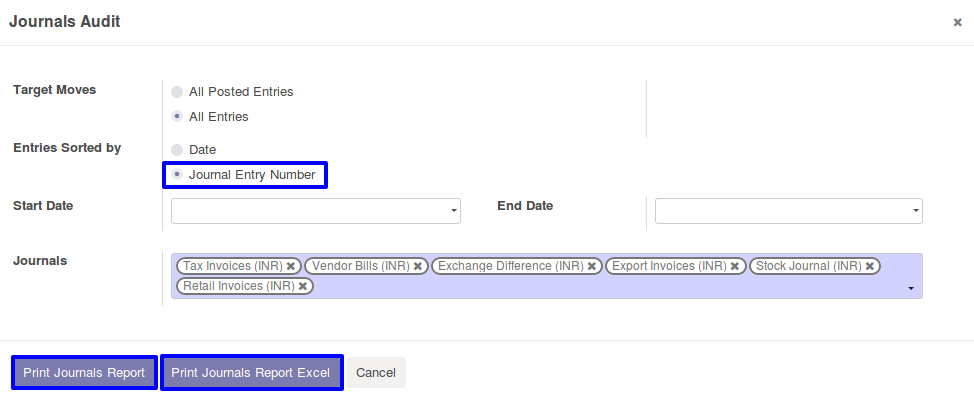 Journals Audit
Target Moves
All Posted Entries
All Entries
Entries Sorted by
Date
Journal Entry Number
Start Date
End Date
Journals
Tax Invoices (INR) Vendor Bills (INR) Exchange Difference (INR) Export Invoices (INR) Stock Journal (INR)
Retail Invoices (INR)
Print Journals Report Print Journals Report Excel Cancel